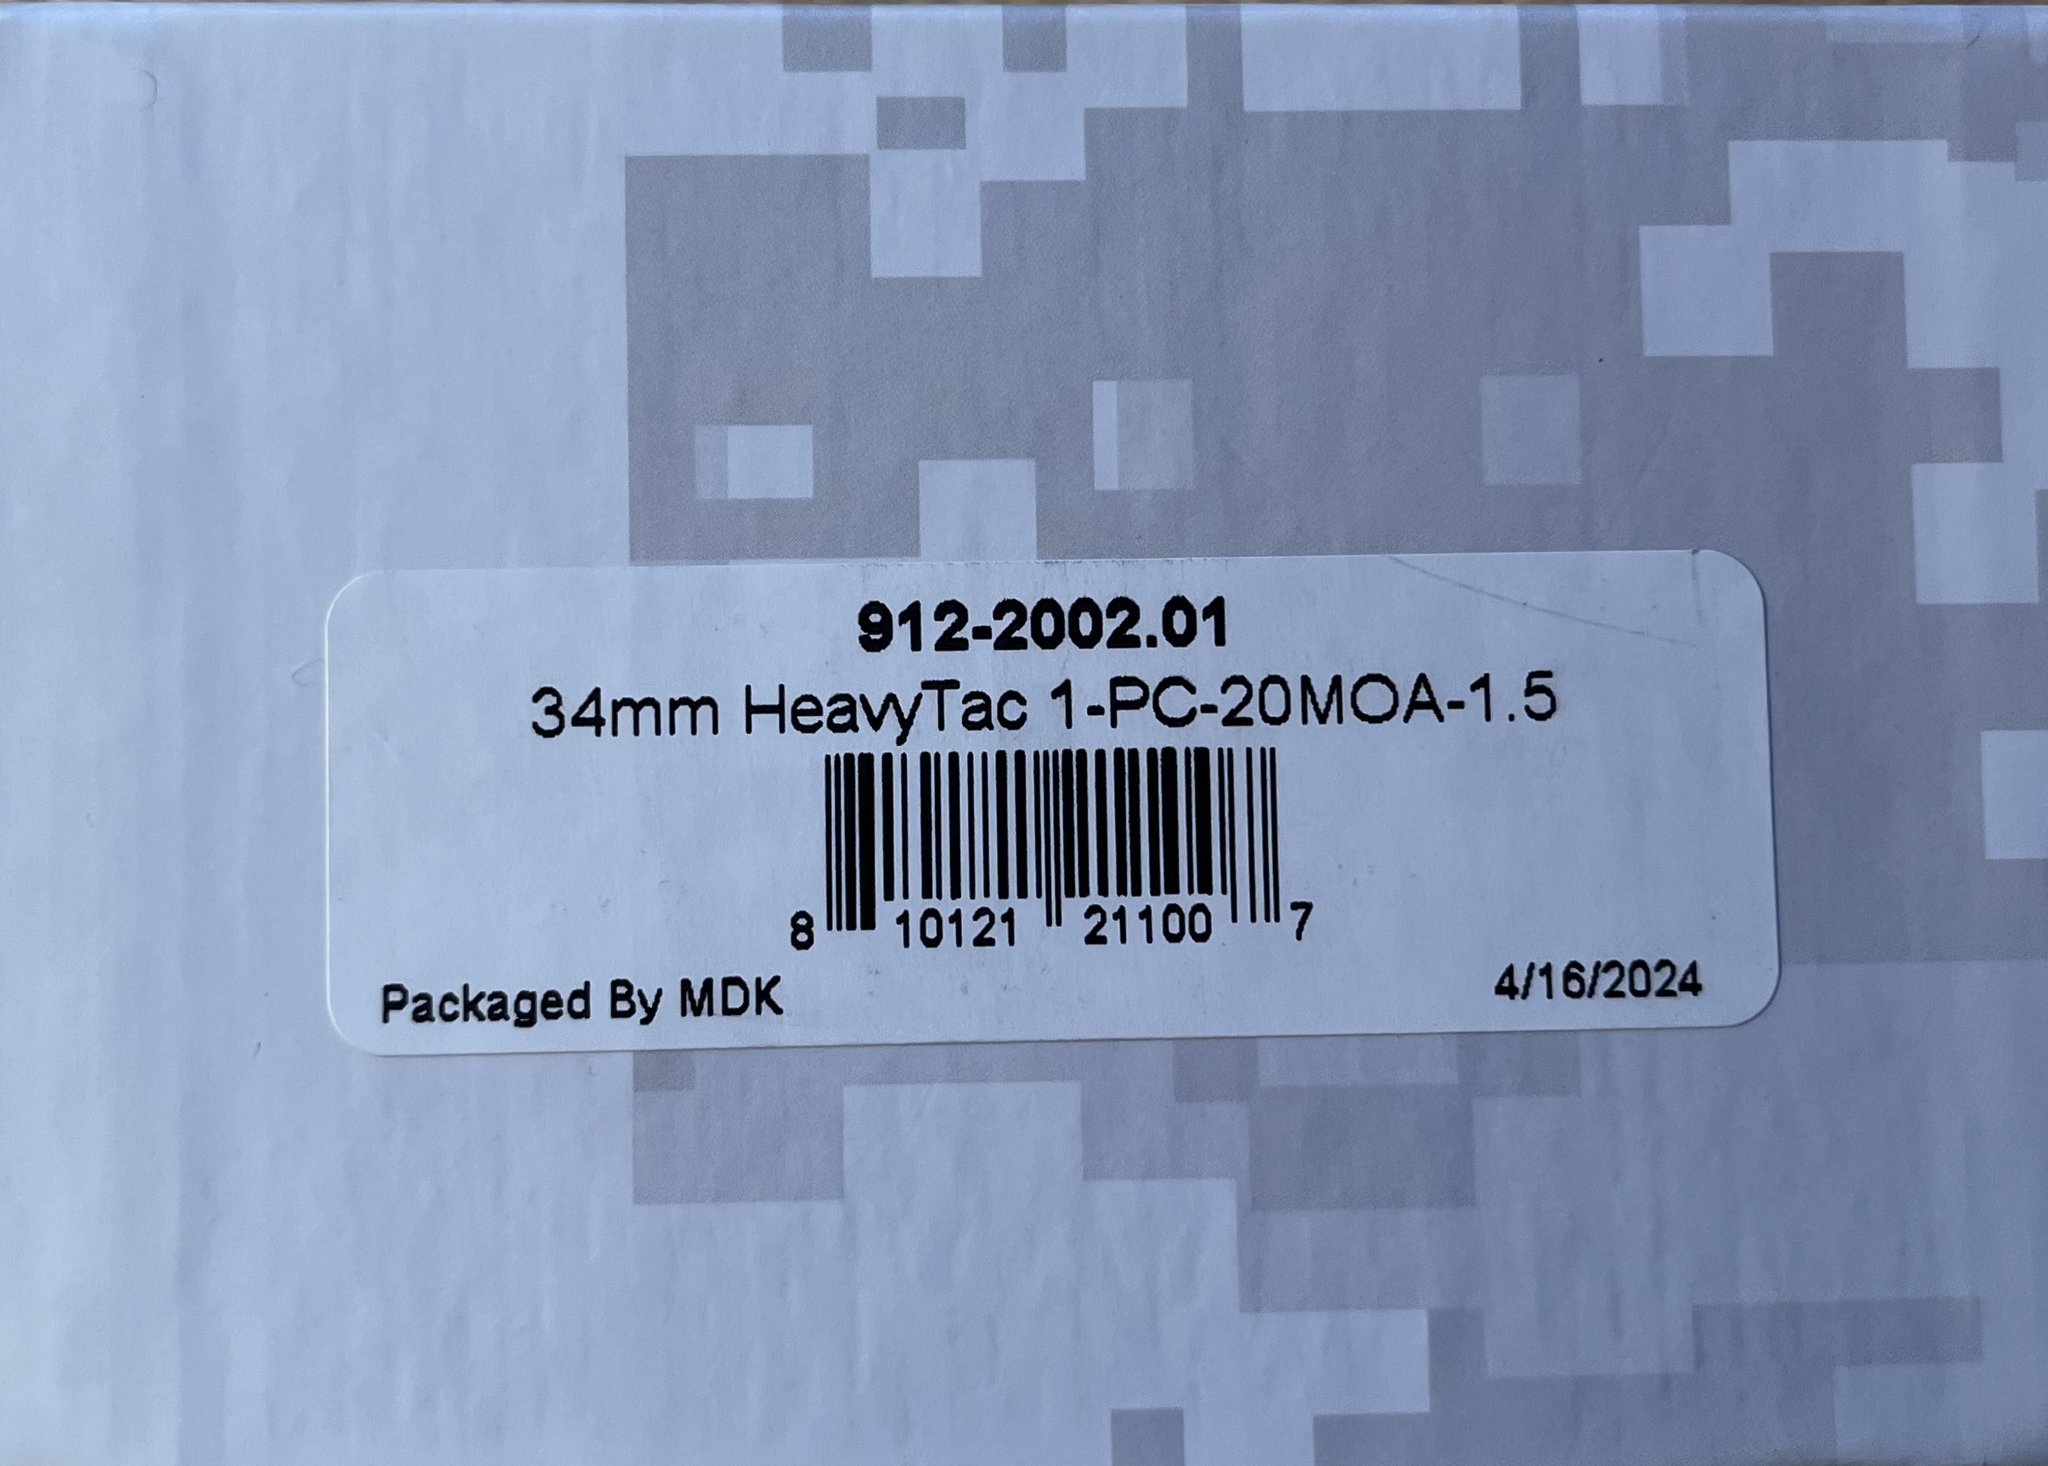 912-2002.01
34mm HeavyTac 1-PC-20MOA-1.5
8 10121 21100 7
Packaged By MDK
4/16/2024